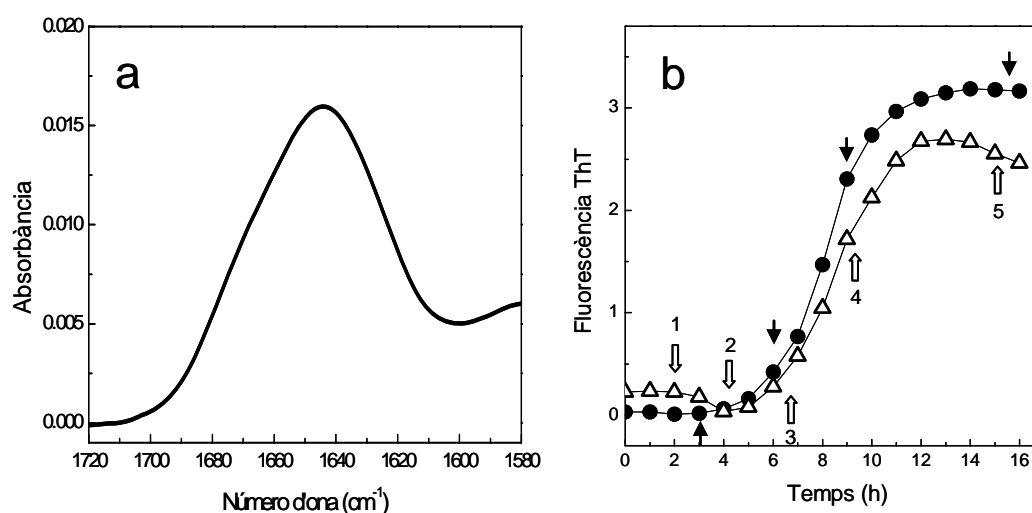 a
0.020
0.015
0.010
0.005
0.000
Absorbància
1720 1700 1680 1660 1640 1620 1600 1580
Número d'ona (cm-1)
b
3
2
1
0
Fluorescència ThT
1
2
3
4
5
0 2 4 6 8 10 12 14 16
Temps (h)